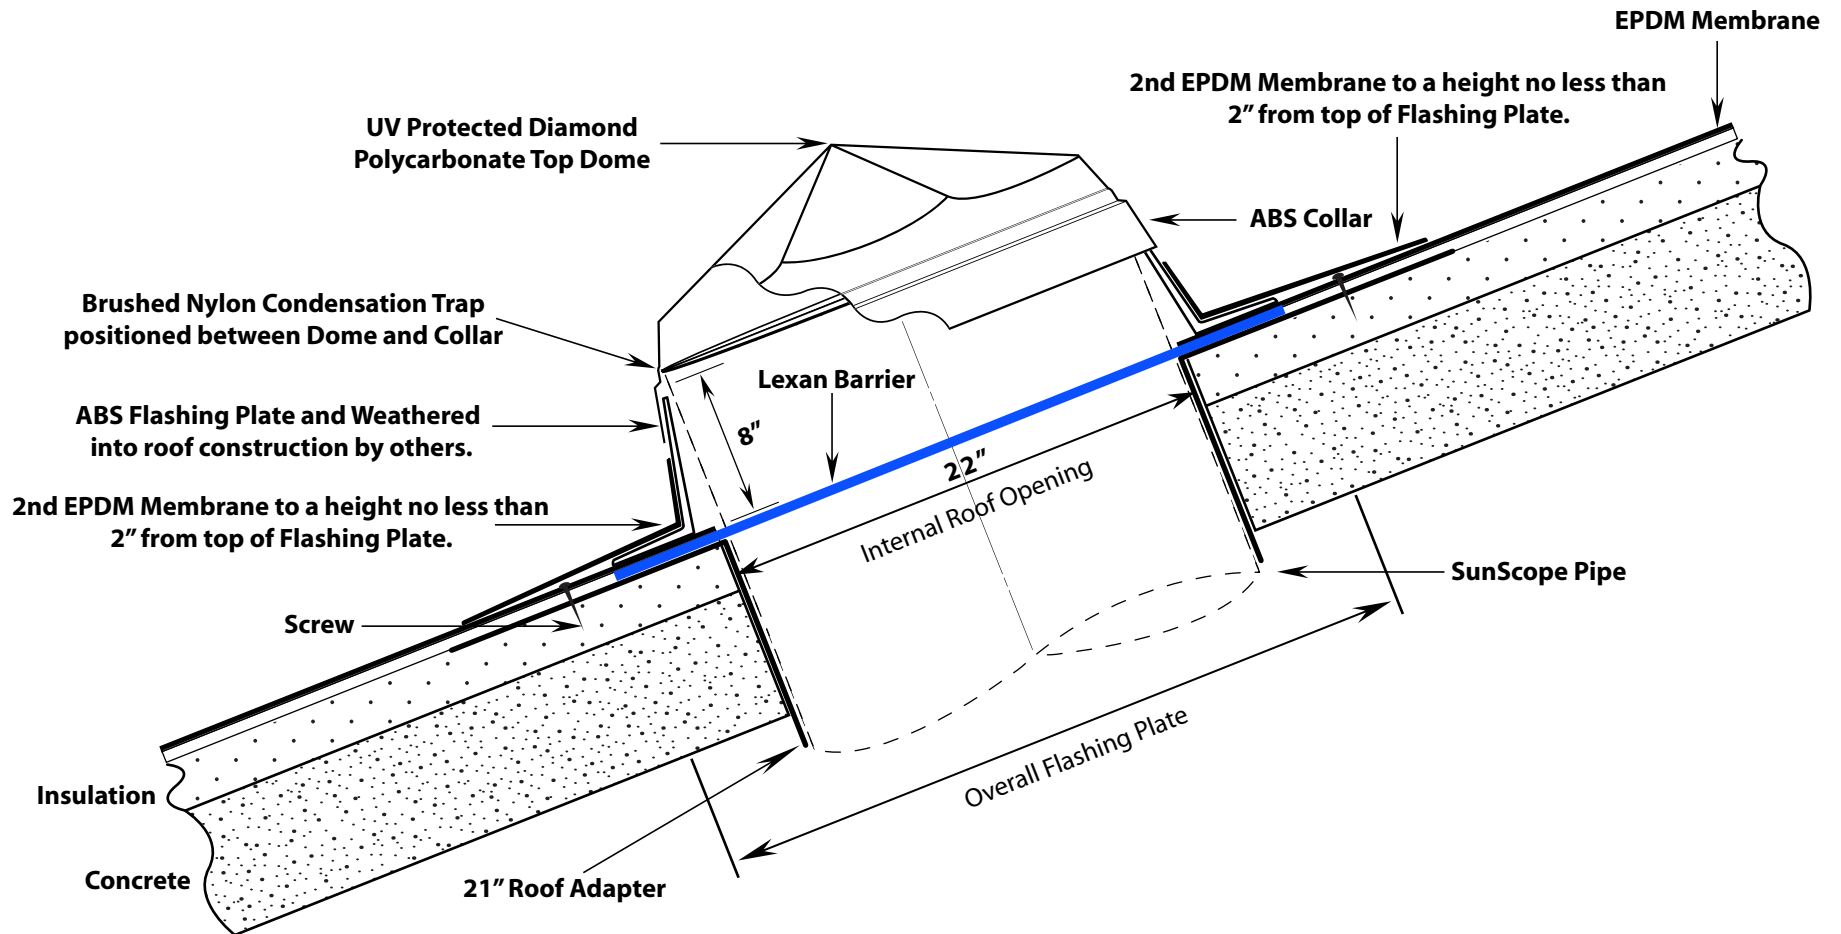 EPDM Membrane
2nd EPDM Membrane to a height no less than
2” from top of Flashing Plate.
UV Protected Diamond
Polycarbonate Top Dome
ABS Collar
Brushed Nylon Condensation Trap
positioned between Dome and Collar
Lexan Barrier
ABS Flashing Plate and Weathered
into roof construction by others.
8”
22”
Internal Roof Opening
2nd EPDM Membrane to a height no less than
2” from top of Flashing Plate.
SunScope Pipe
Screw
Overall Flashing Plate
Insulation
Concrete
21” Roof Adapter